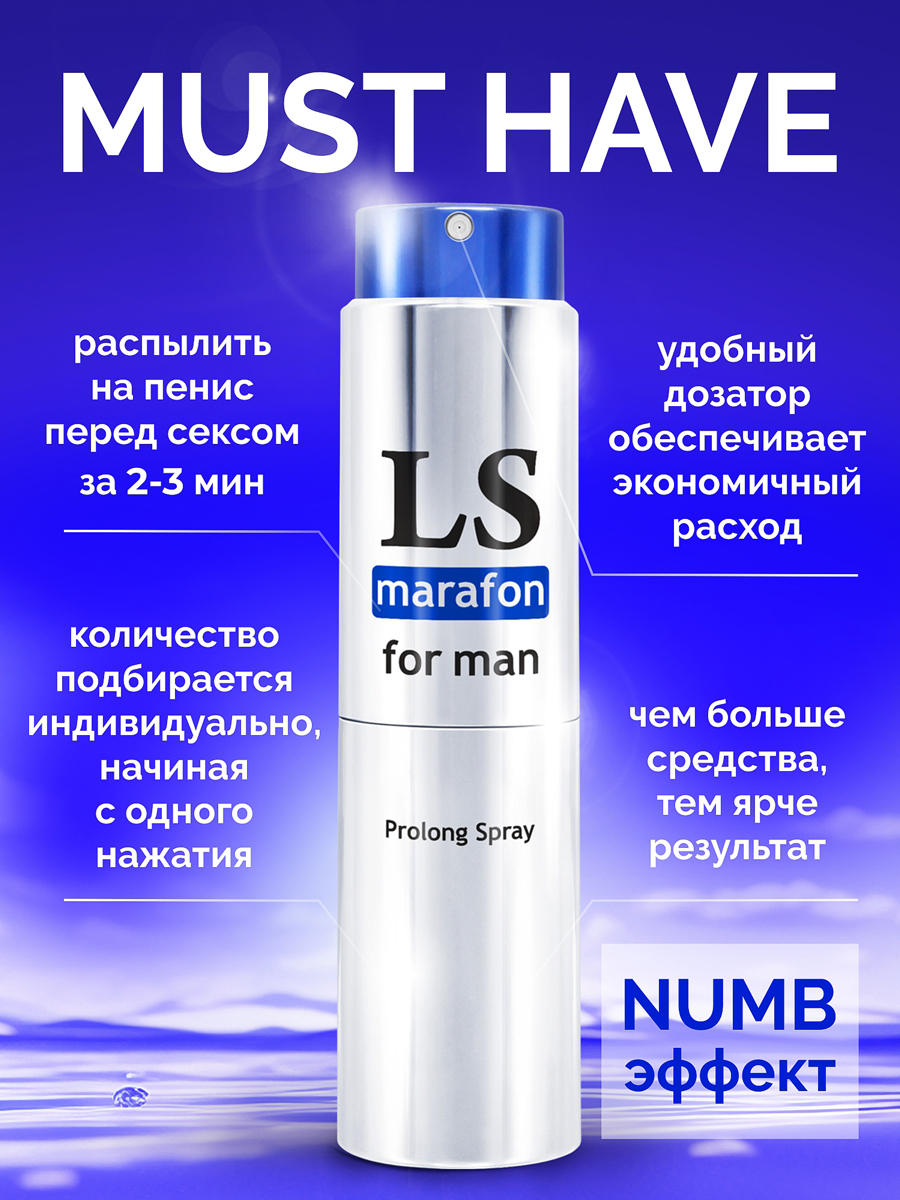 MUST HAVE
распылить
на пенис
перед сексом
за 2-3 мин
удобный
дозатор
обеспечивает
экономичный
расход
LS
marafon
for man
количество
подбирается
индивидуально,
начиная
с одного
нажатия
чем больше
средства,
тем ярче
результат
Prolong Spray
NUMB
эффект